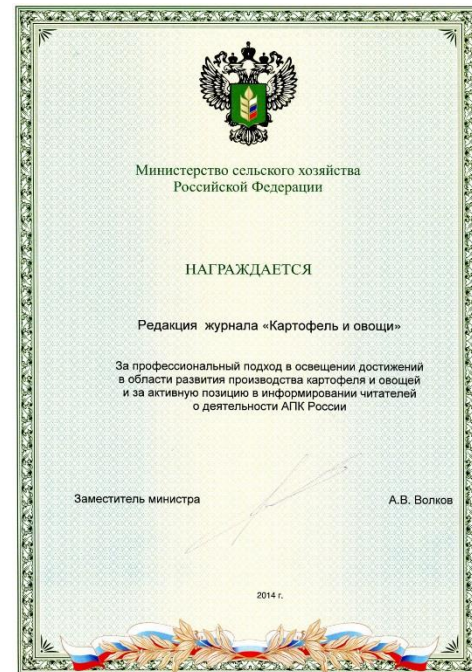 Министерство сельского хозяйства
Российской Федерации
НАГРАЖДАЕТСЯ
Редакция журнала «Картофель и овощи»
За профессиональный подход в освещении достижений
в области развития производства картофеля и овощей
и за активную позицию в информировании читателей
о деятельности АПК России
Заместитель министра А.В. Волков
2014 г.